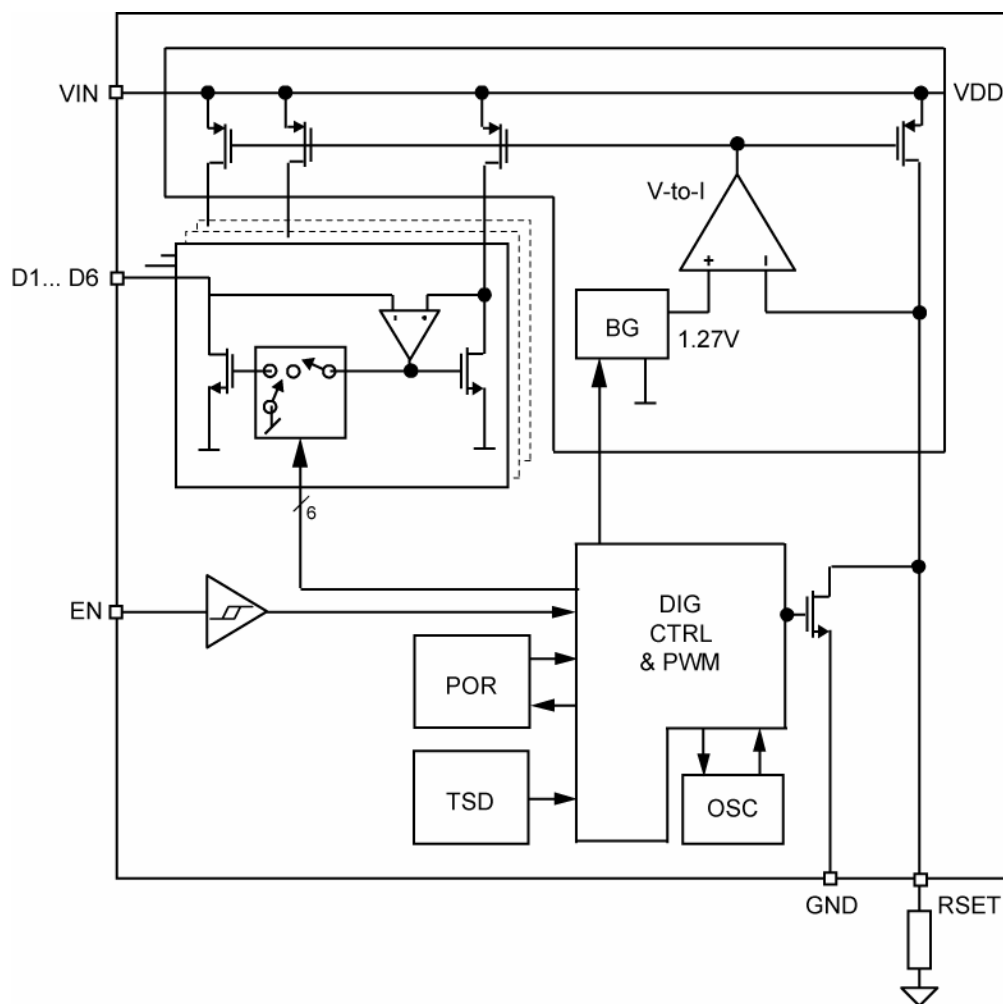 VIN
VDD
V-to-I
+
-
D1... D6
BG
1.27V
6
EN
DIG
CTRL
& PWM
POR
TSD
OSC
GND
RSET